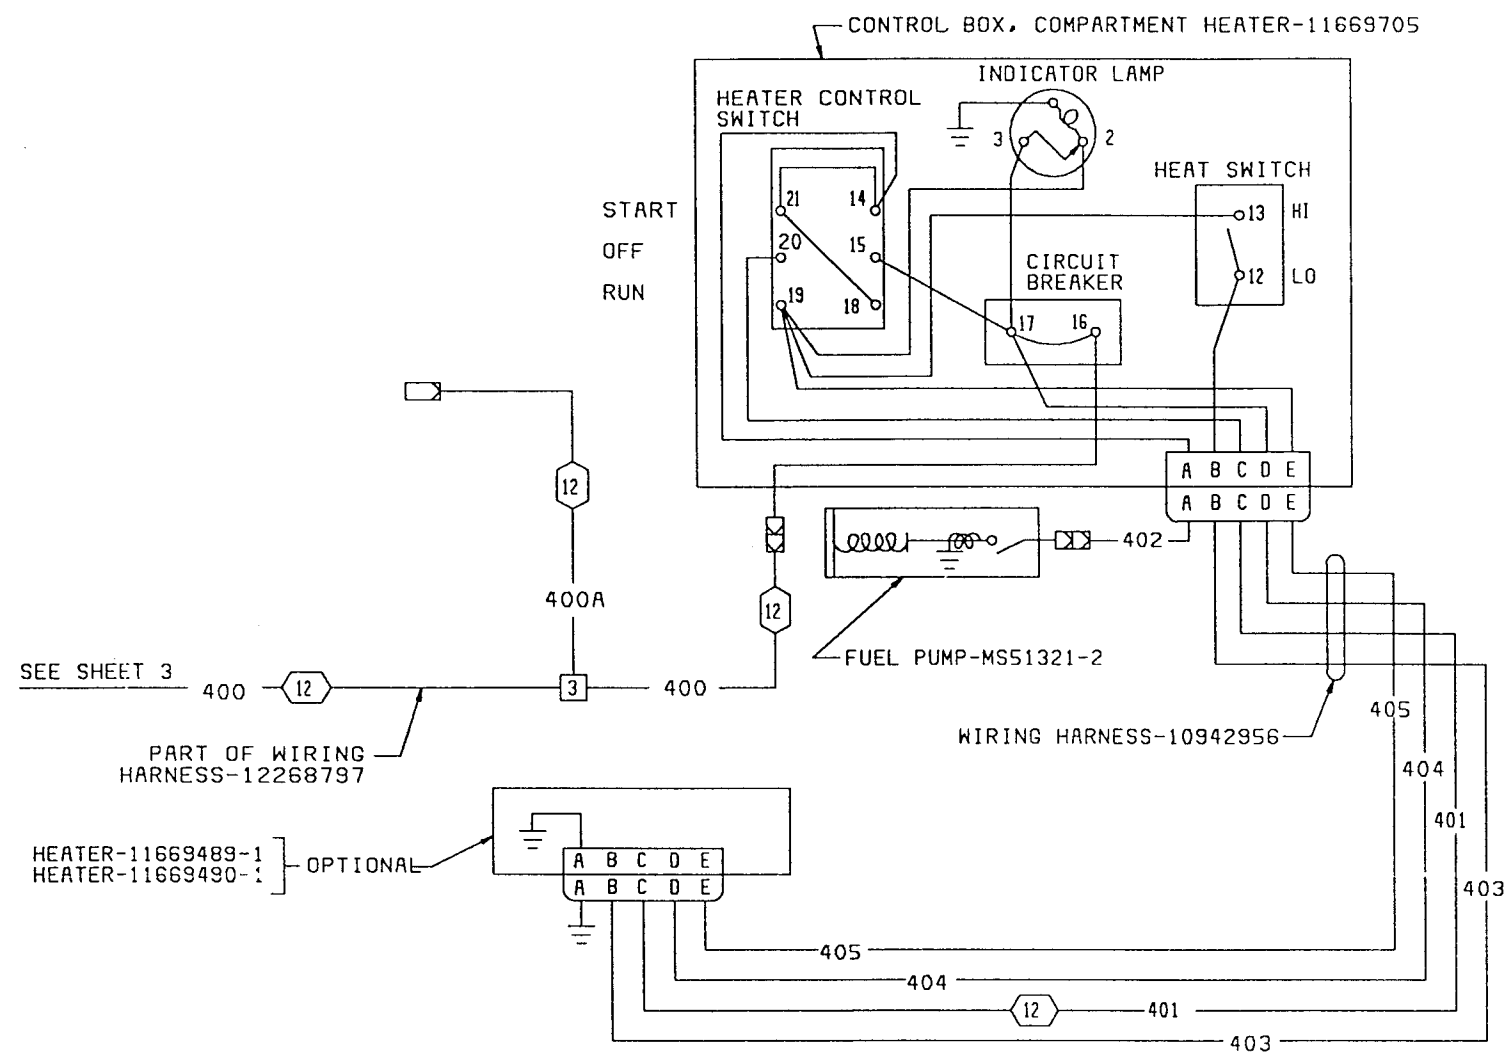 CONTROL BOX, COMPARTMENT HEATER-11669705
INDICATOR LAMP
HEATER CONTROL
SWITCH
3
2
HEAT SWITCH
21
14
START
13
HI
20
15
OFF
CIRCUIT
BREAKER
12
LO
RUN
19
18
17
16
A B C D E
A B C D E
12
402
400A
12
FUEL PUMP-MS51321-2
SEE SHEET 3
400
12
3
400
405
WIRING HARNESS-10942956
PART OF WIRING
HARNESS-12268797
404
401
HEATER-11669489-1
HEATER-11669490-1
OPTIONAL
A B C D E
A B C D E
403
405
404
12
401
403